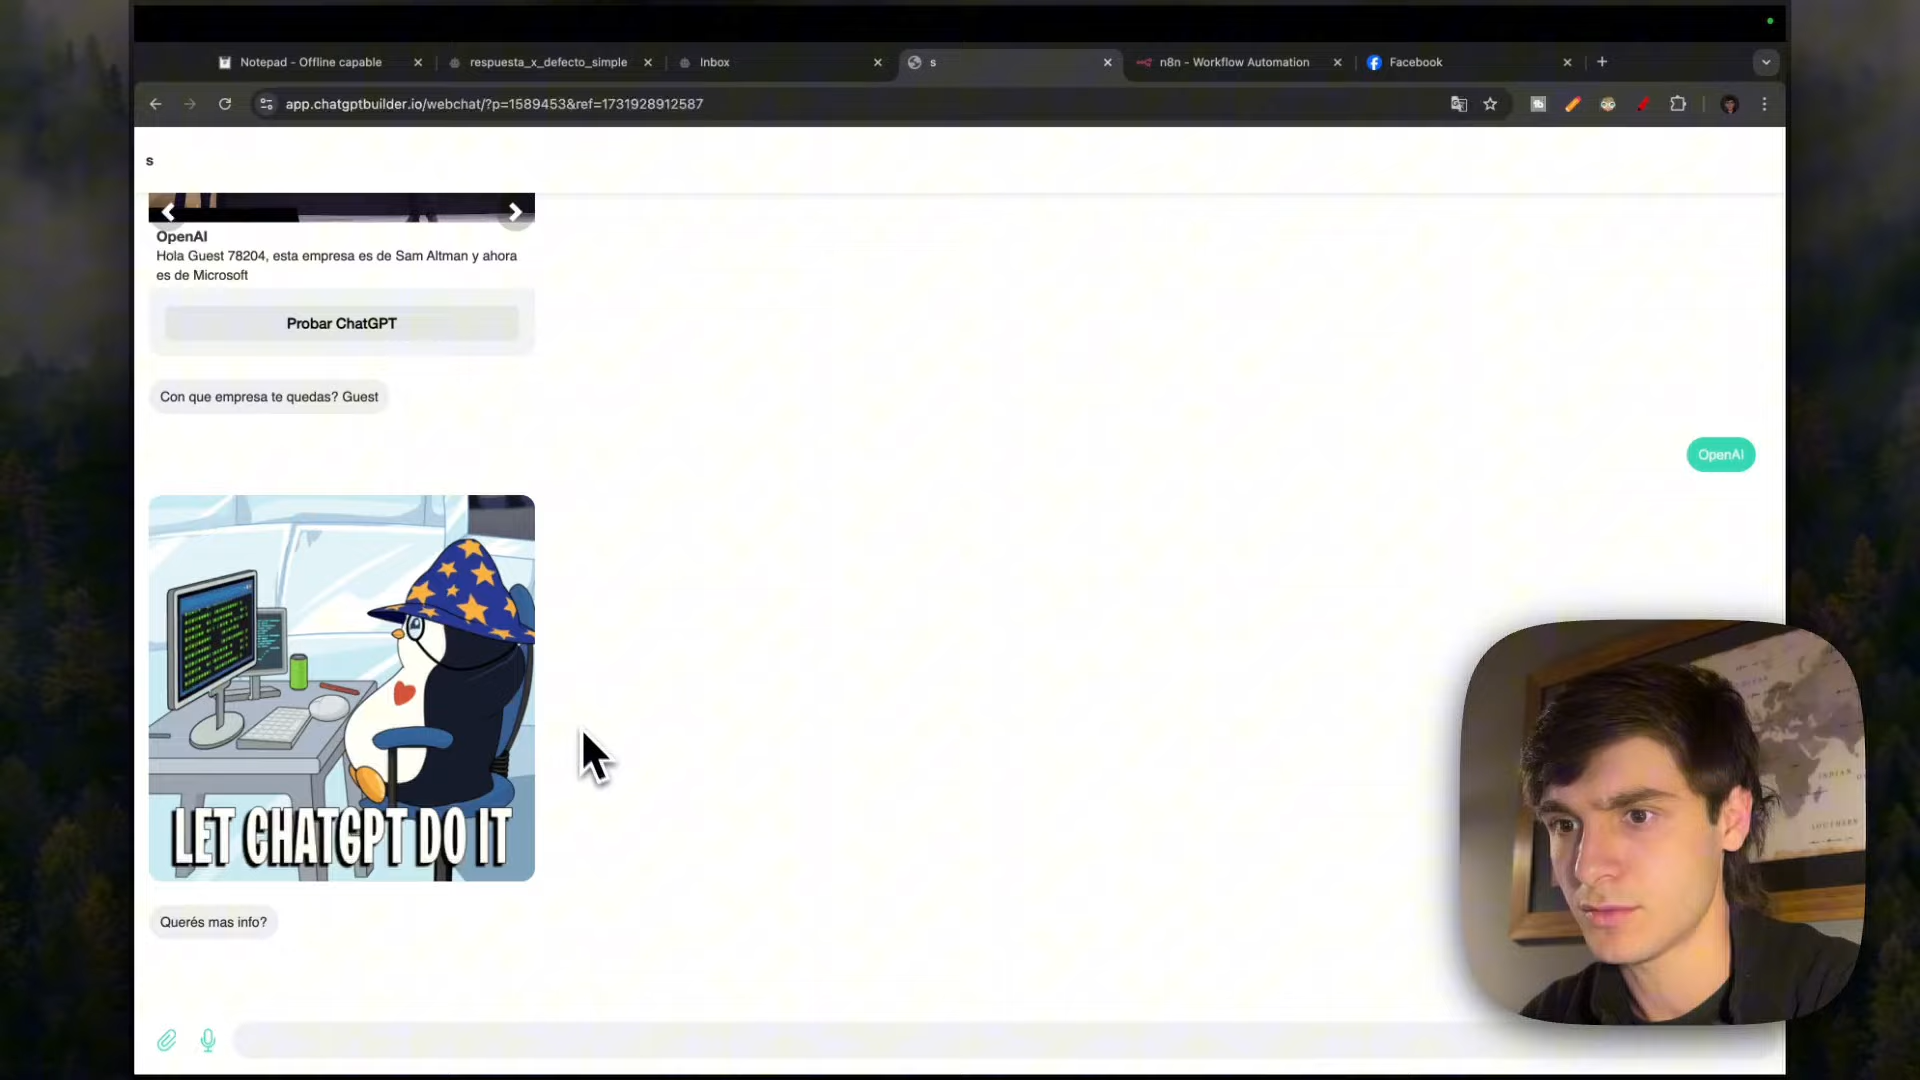 Notepad - Offline capable
respuesta_x_defecto_simple
Inbox
s
n8n - Workflow Automation
Facebook
app.chatgptbuilder.io/webchat/?p=1589453&ref=1731928912587
s
OpenAI
Hola Guest 78204, esta empresa es de Sam Altman y ahora
es de Microsoft
Probar ChatGPT
Con que empresa te quedas? Guest
OpenAI
LET CHATGPT DO IT
Querés mas info?
INDIAN
SOUTHERN